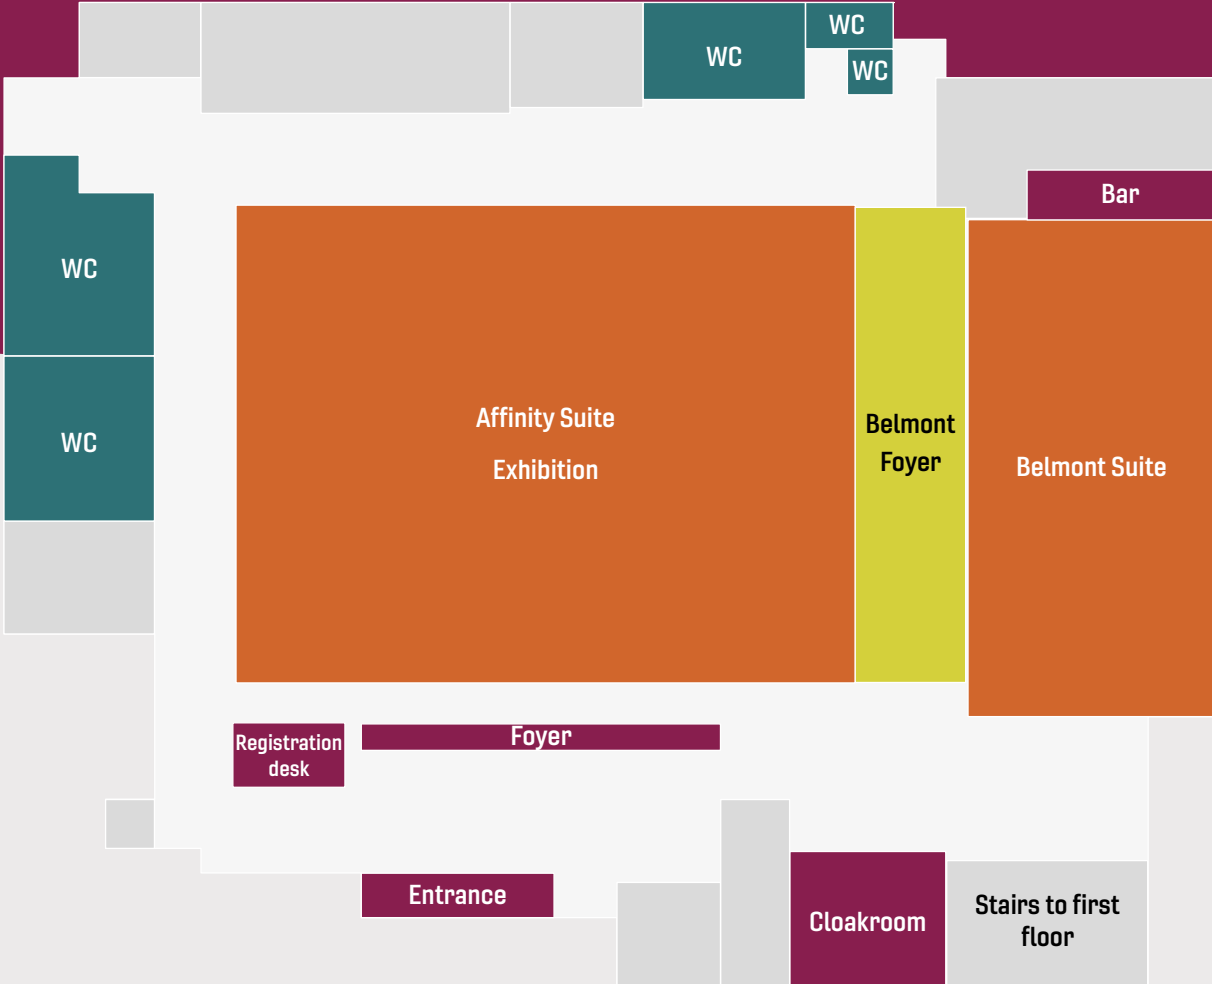 WC
WC
WC
Bar
WC
WC
Affinity Suite
Exhibition
Belmont
Foyer
Belmont Suite
Registration
desk
Foyer
Entrance
Cloakroom
Stairs to first
floor